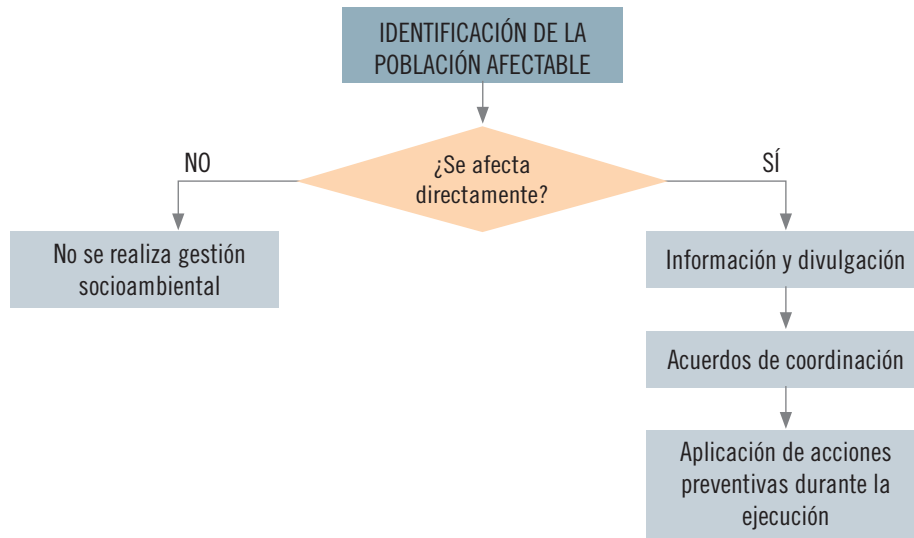 IDENTIFICACIÓN DE LA
POBLACIÓN AFECTABLE
¿Se afecta
directamente?
NO
SÍ
No se realiza gestión
socioambiental
Información y divulgación
Acuerdos de coordinación
Aplicación de acciones
preventivas durante la
ejecución